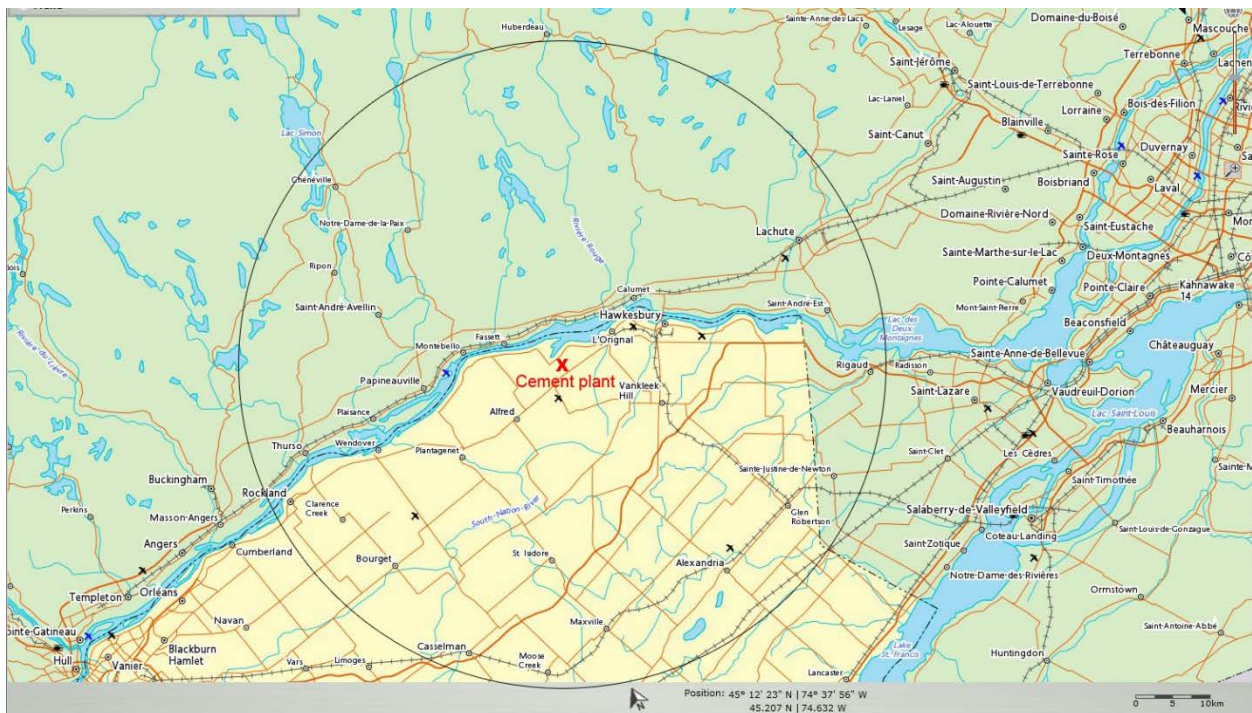 Huberdeau
Sainte-Anne-des-Lacs
Lesage
Lac-Alouette
Domaine-du-Boisé
Mascouche
Terrebonne
Saint-Jérôme
Lac-Laniel
Saint-Louis-de-Terrebonne
Lorraine
Bois-des-Filion
Blainville
Saint-Canut
Sainte-Rose
Duvernay
Lac Simon
Chénéville
Saint-Augustin
Boisbriand
Laval
Notre-Dame-de-la-Paix
Rivière-Rouge
Lachute
Domaine-Rivière-Nord
Saint-Eustache
Sainte-Marthe-sur-le-Lac
Deux-Montagnes
Ripon
Calumet
Pointe-Calumet
Pointe-Claire
Kahnawake
14
Saint-André-Avellin
Saint-André-Est
Mont-Saint-Pierre
Hawkesbury
Lac des
Deux
Montagnes
Beaconsfield
Rivière-du-Lièvre
Fassett
L'Orignal
Montebello
Sainte-Anne-de-Bellevue
Châteauguay
Papineauville
Cement plant
Rigaud
Radisson
Vankleek
Hill
Saint-Lazare
Vaudreuil-Dorion
Mercier
Plaisance
Alfred
Lac Saint-Louis
Beauharnois
Thurso
Wendover
Plantagenet
Saint-Clet
Les Cèdres
Buckingham
Sainte-Justine-de-Newton
Saint-Timothée
Rockland
Clarence
Creek
South-Nation-River
Perkins
Masson-Angers
Glen
Robertson
Salaberry-de-Valleyfield
Saint-Louis-de-Gonzague
Coteau-Landing
Angers
Cumberland
Saint-Zotique
Bourget
St. Isidore
Alexandria
Notre-Dame-des-Rivières
Templeton
Orléans
Ormstown
Navan
Maxville
Hull
Vanier
Blackburn
Hamlet
Casselman
Saint-Antoine-Abbé
Lake
St. Francis
Vars
Limoges
Moose
Creek
Huntingdon
Lancaster
Position: 45° 12' 23" N | 74° 37' 56" W
45.207 N | 74.632 W
0 5 10km